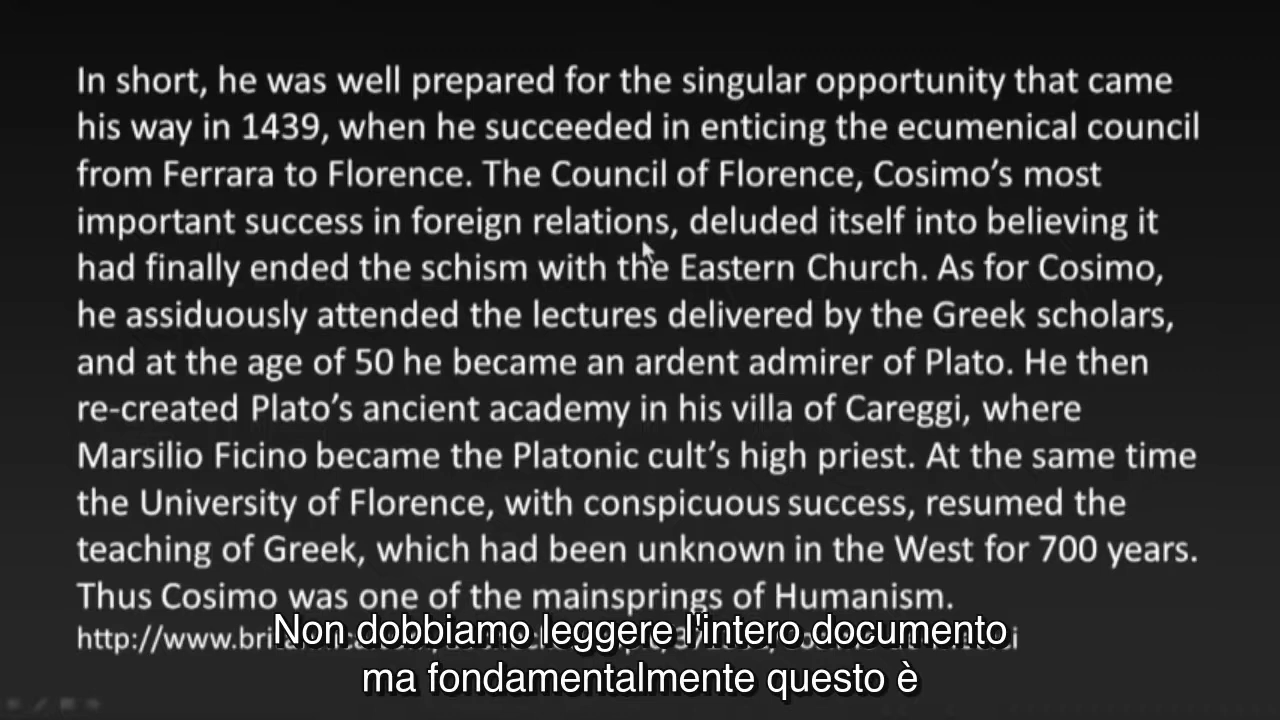 In short, he was well prepared for the singular opportunity that came
his way in 1439, when he succeeded in enticing the ecumenical council
from Ferrara to Florence. The Council of Florence, Cosimo’s most
important success in foreign relations, deluded itself into believing it
had finally ended the schism with the Eastern Church. As for Cosimo,
he assiduously attended the lectures delivered by the Greek scholars,
and at the age of 50 he became an ardent admirer of Plato. He then
re-created Plato’s ancient academy in his villa of Careggi, where
Marsilio Ficino became the Platonic cult’s high priest. At the same time
the University of Florence, with conspicuous success, resumed the
teaching of Greek, which had been unknown in the West for 700 years.
Thus Cosimo was one of the mainsprings of Humanism.
http://www.bri
Non dobbiamo leggere l'intero documento
ma fondamentalmente questo è